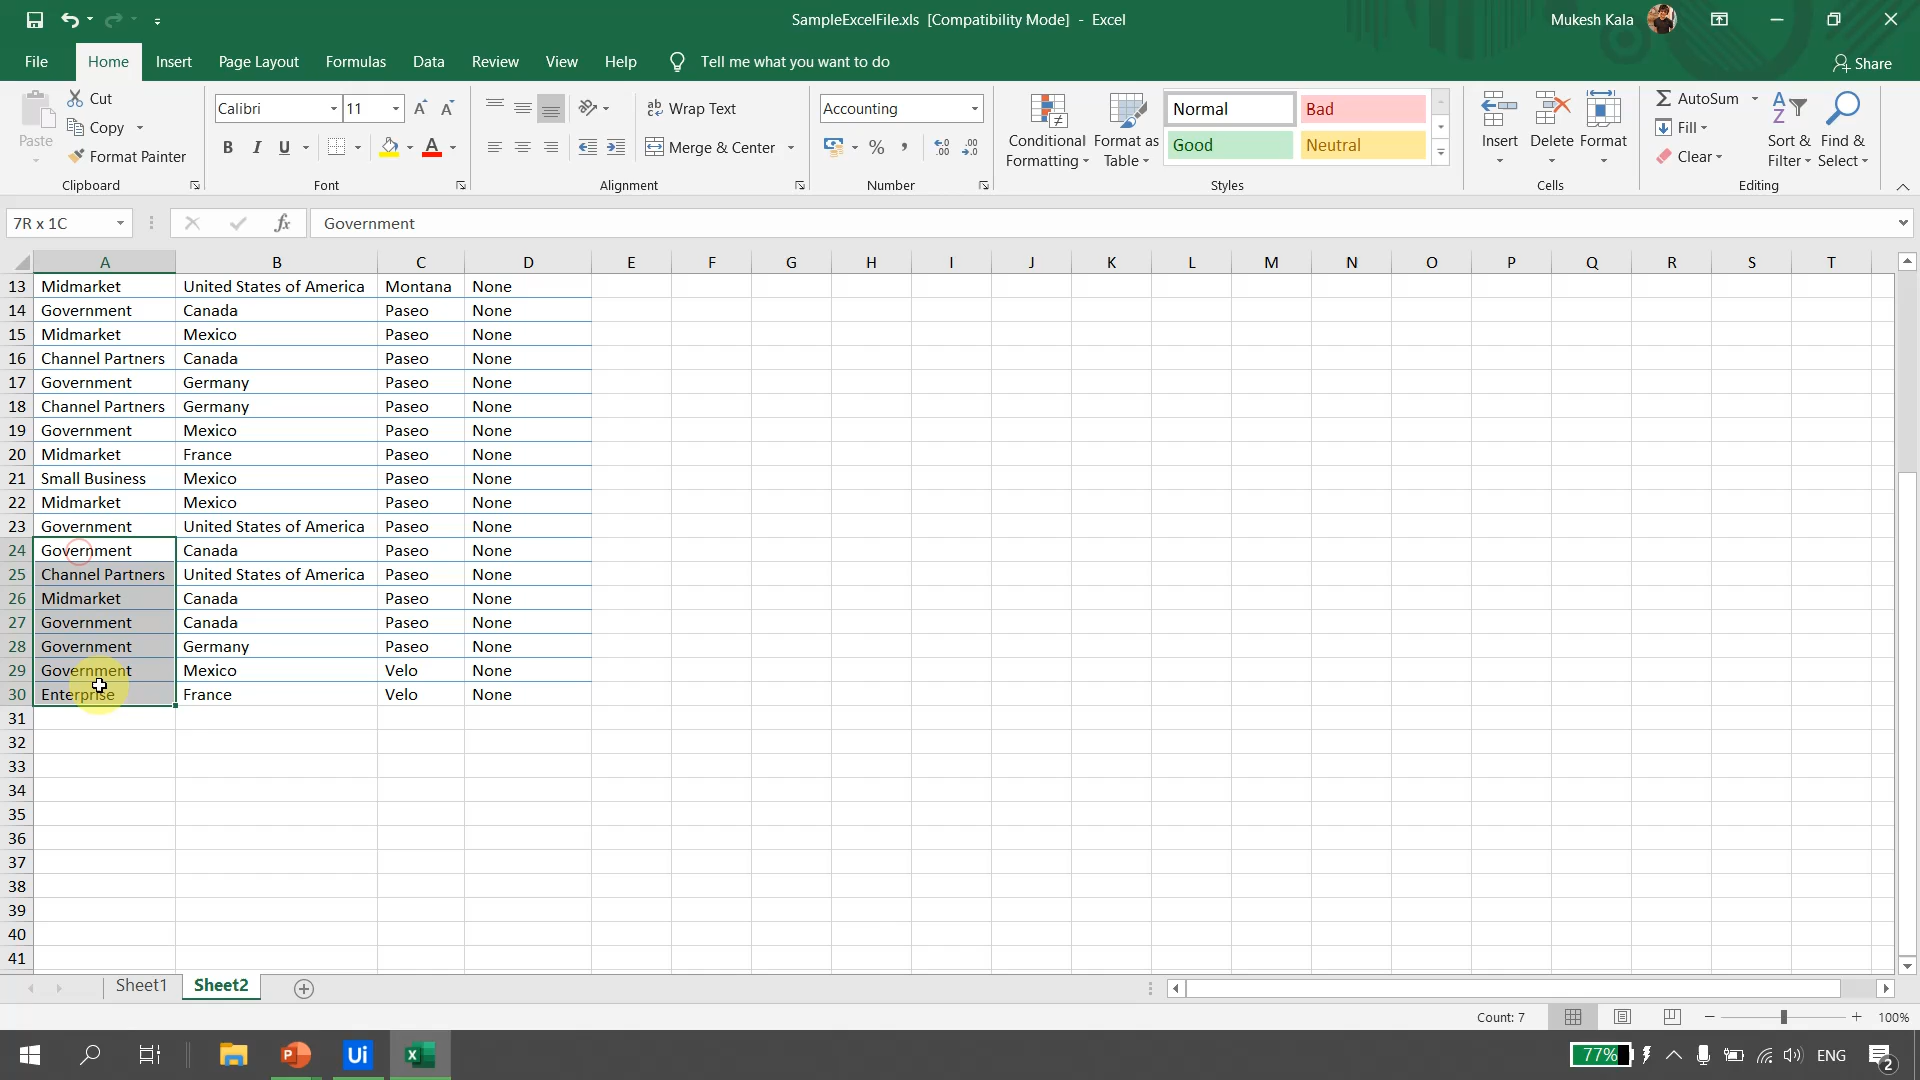 SampleExcelFile.xls [Compatibility Mode] - Excel
Mukesh Kala
File Home Insert Page Layout Formulas Data Review View Help Tell me what you want to do Share
Paste
Cut
Copy
Format Painter
Clipboard
Calibri 11
B I U
Font
Wrap Text
Merge & Center
Alignment
Accounting
Number
Conditional Formatting
Format as Table
Normal Bad
Good Neutral
Styles
Insert Delete Format
Cells
AutoSum
Fill
Clear
Sort & Filter
Find & Select
Editing
7R x 1C fx Government
A B C D E F G H I J K L M N O P Q R S T
13 Midmarket United States of America Montana None
14 Government Canada Paseo None
15 Midmarket Mexico Paseo None
16 Channel Partners Canada Paseo None
17 Government Germany Paseo None
18 Channel Partners Germany Paseo None
19 Government Mexico Paseo None
20 Midmarket France Paseo None
21 Small Business Mexico Paseo None
22 Midmarket Mexico Paseo None
23 Government United States of America Paseo None
24 Government Canada Paseo None
25 Channel Partners United States of America Paseo None
26 Midmarket Canada Paseo None
27 Government Canada Paseo None
28 Government Germany Paseo None
29 Government Mexico Velo None
30 Enterprise France Velo None
31
32
33
34
35
36
37
38
39
40
41
Sheet1 Sheet2
Count: 7 100%
Ui 77% ENG 2